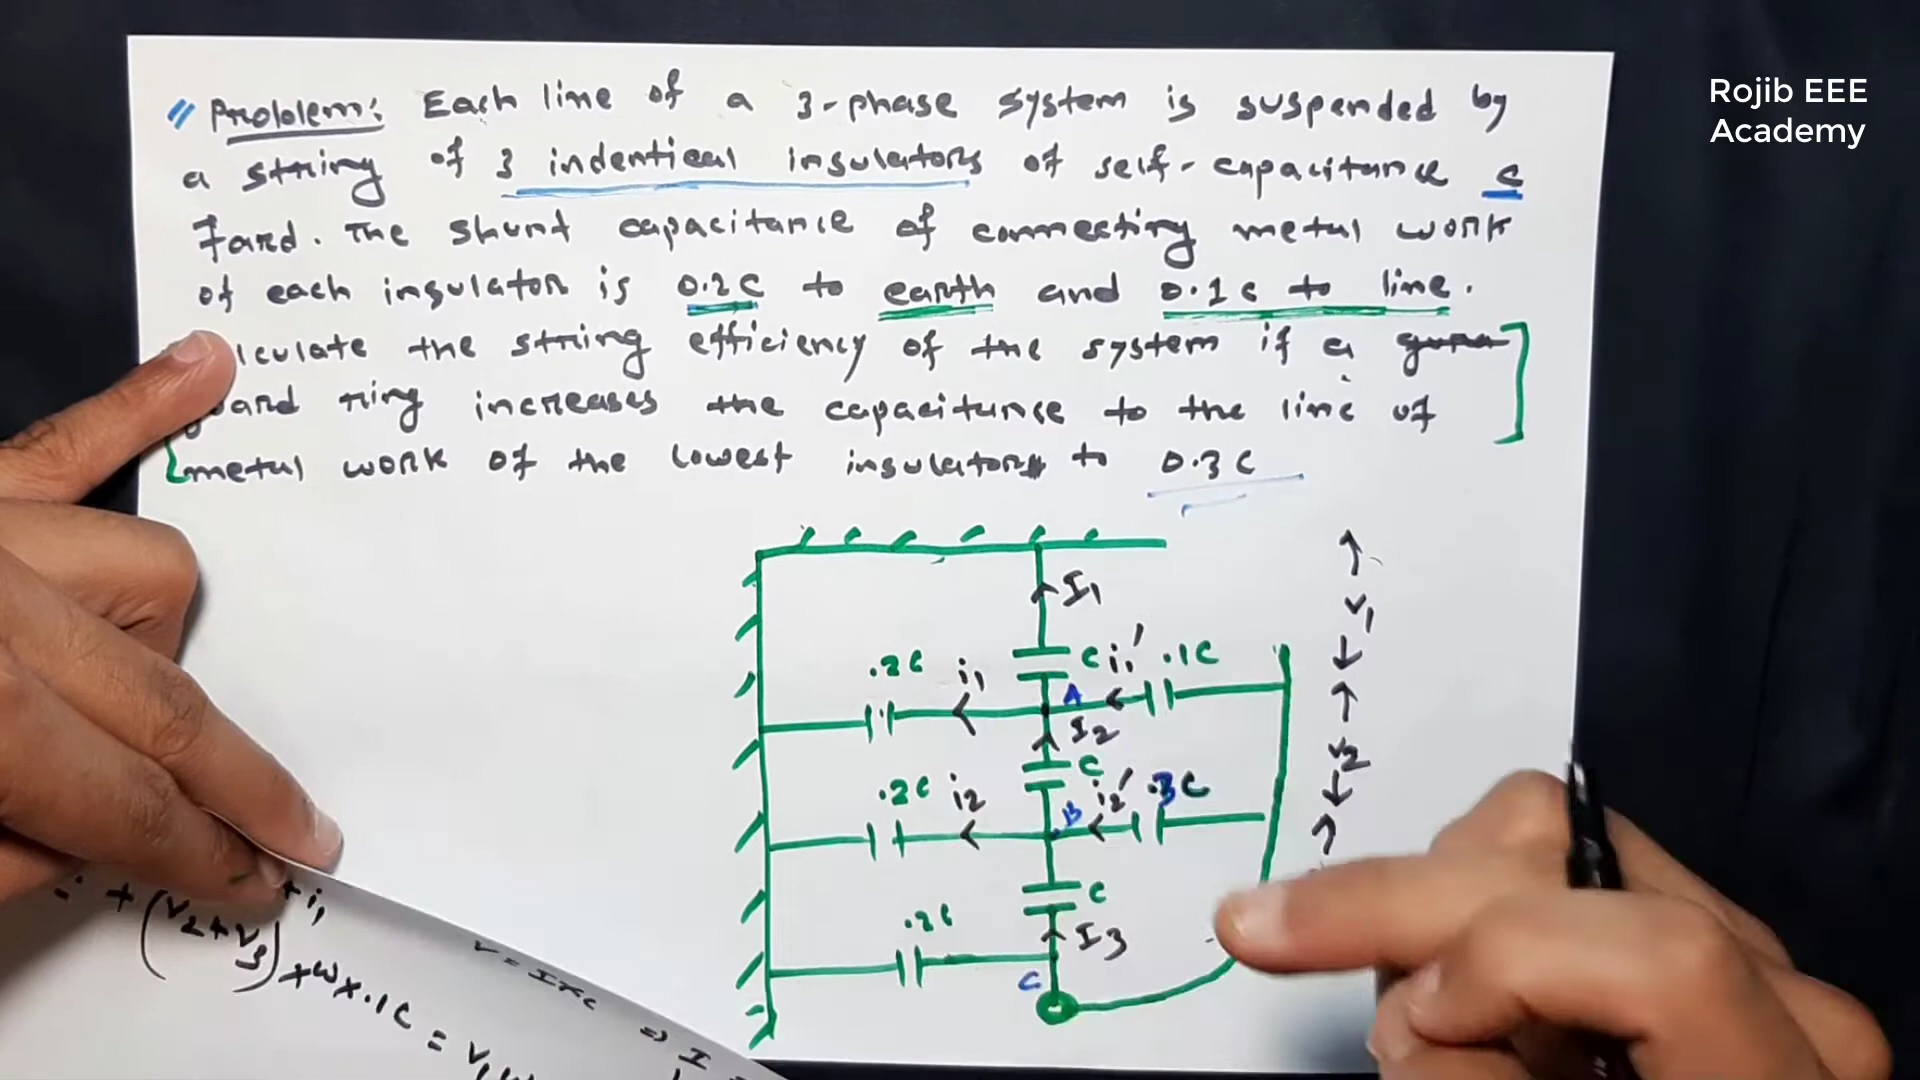 Rojib EEE
Academy
// Problem: Each line of a 3-phase system is suspended by
a string of 3 indentical insulators of self-capacitance c
fard. The shunt capacitance of connecting metal work
of each insulator is 0.2c to earth and 0.1c to line.
lculate the string efficiency of the system if a
ard ring increases the capacitance to the line of
metal work of the lowest insulator to 0.3c
I1
V1
.2C i1 C i1' .1C
A
I2
V2
.2C i2 C i2' .3C
B
C
.2C I3
C
+ i1
= + (V2+V3) × ω × .1C = V1
V = I×C ⇒ I